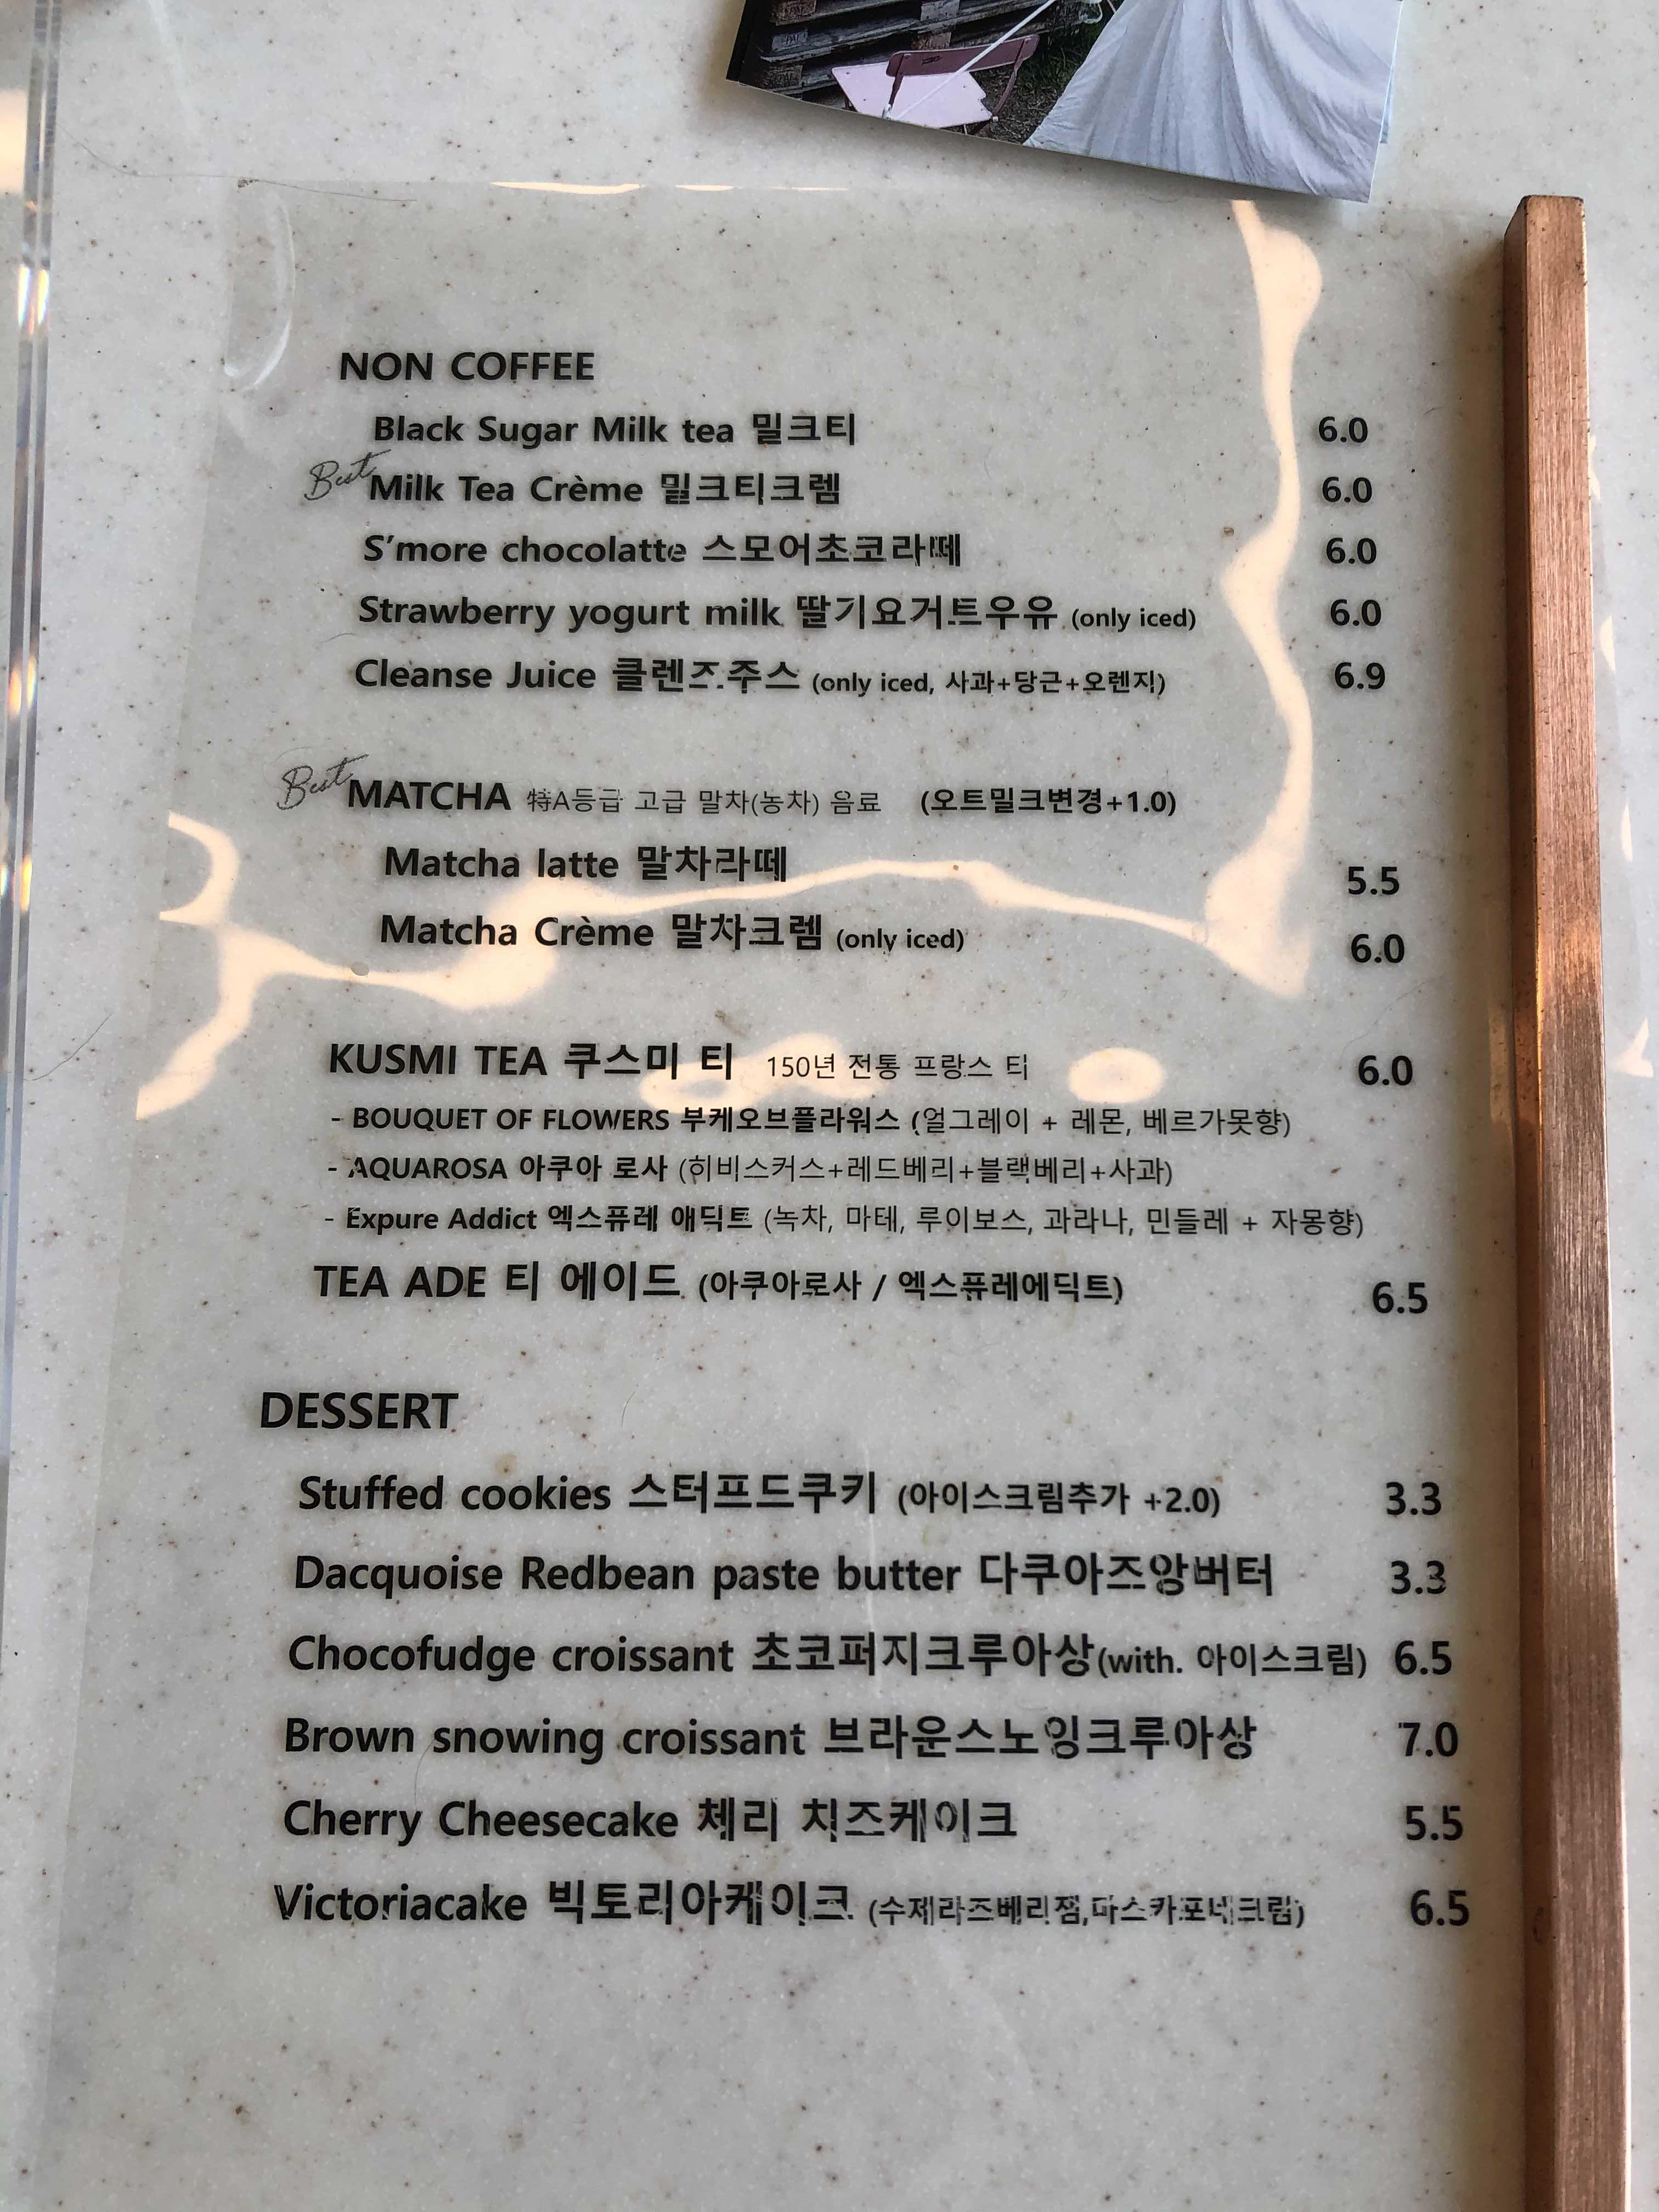 NON COFFEE
Black Sugar Milk tea 밀크티 6.0
Best Milk Tea Crème 밀크티크렘 6.0
S'more chocolatte 스모어초코라떼 6.0
Strawberry yogurt milk 딸기요거트우유 (only iced) 6.0
Cleanse Juice 클렌즈주스 (only iced, 사과+당근+오렌지) 6.9
Best MATCHA 特A등급 고급 말차(농차) 음료 (오트밀크변경+1.0)
Matcha latte 말차라떼 5.5
Matcha Crème 말차크렘 (only iced) 6.0
KUSMI TEA 쿠스미 티 150년 전통 프랑스 티 6.0
- BOUQUET OF FLOWERS 부케오브플라워스 (얼그레이 + 레몬, 베르가못향)
- AQUAROSA 아쿠아 로사 (히비스커스+레드베리+블랙베리+사과)
- Expure Addict 엑스퓨레 애딕트 (녹차, 마테, 루이보스, 과라나, 민들레 + 자몽향)
TEA ADE 티 에이드 (아쿠아로사 / 엑스퓨레에딕트) 6.5
DESSERT
Stuffed cookies 스터프드쿠키 (아이스크림추가 +2.0) 3.3
Dacquoise Redbean paste butter 다쿠아즈앙버터 3.3
Chocofudge croissant 초코퍼지크루아상(with. 아이스크림) 6.5
Brown snowing croissant 브라운스노잉크루아상 7.0
Cherry Cheesecake 체리 치즈케이크 5.5
Victoriacake 빅토리아케이크 (수제라즈베리잼,마스카포네크림) 6.5